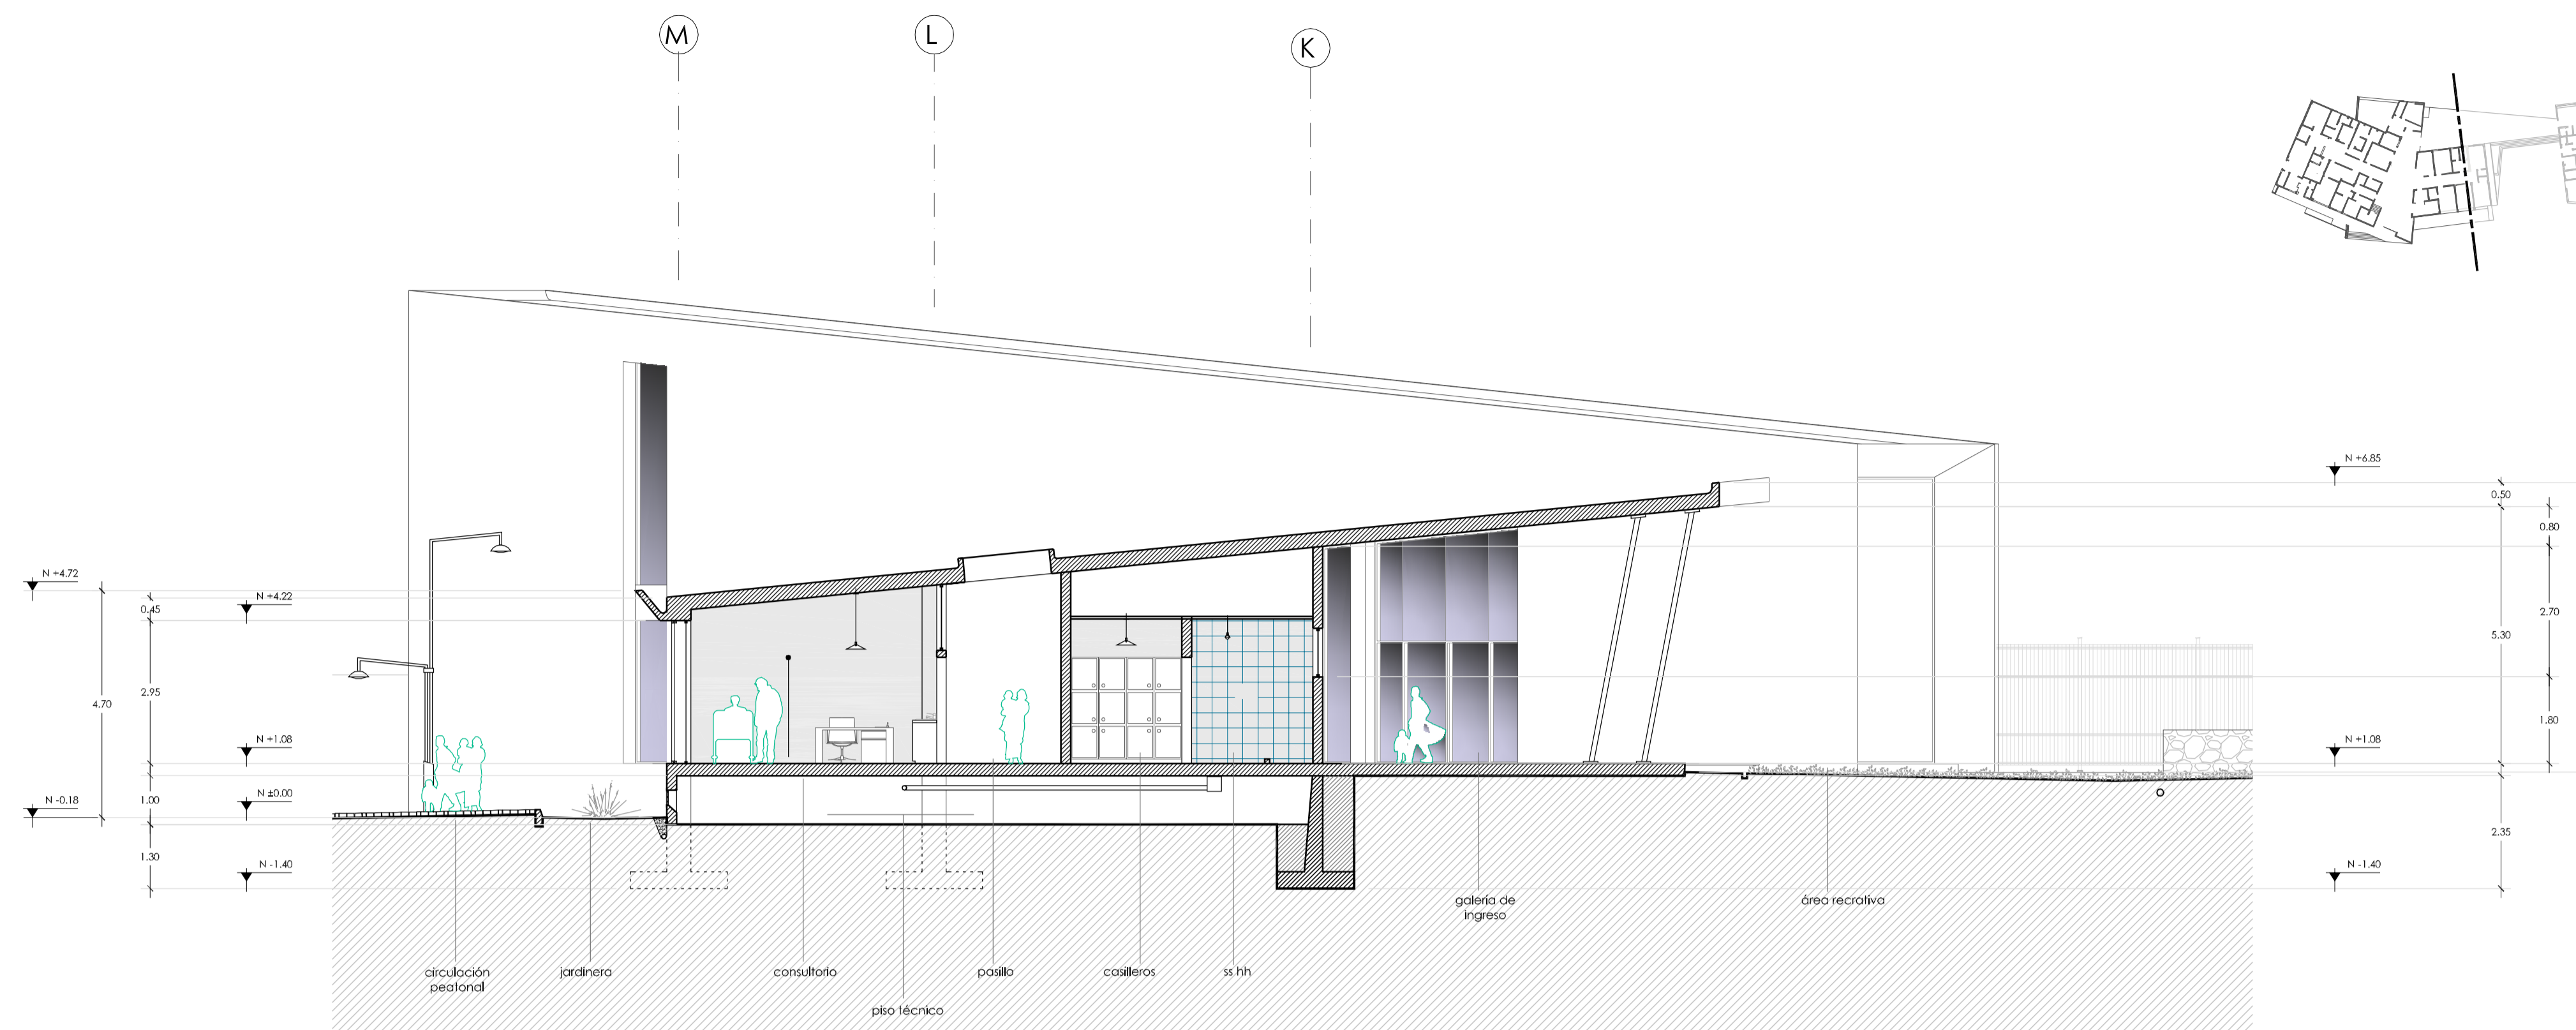 M
L
K
N +6.85
0.50
0.80
N +4.72
N +4.22
0.45
2.70
5.30
2.95
4.70
1.80
N +1.08
N +1.08
N -0.18
1.00
N ±0.00
2.35
1.30
N -1.40
N -1.40
galería de
ingreso
área recrativa
circulación
peatonal
jardinera
consultorio
pasillo
casilleros
ss hh
piso técnico